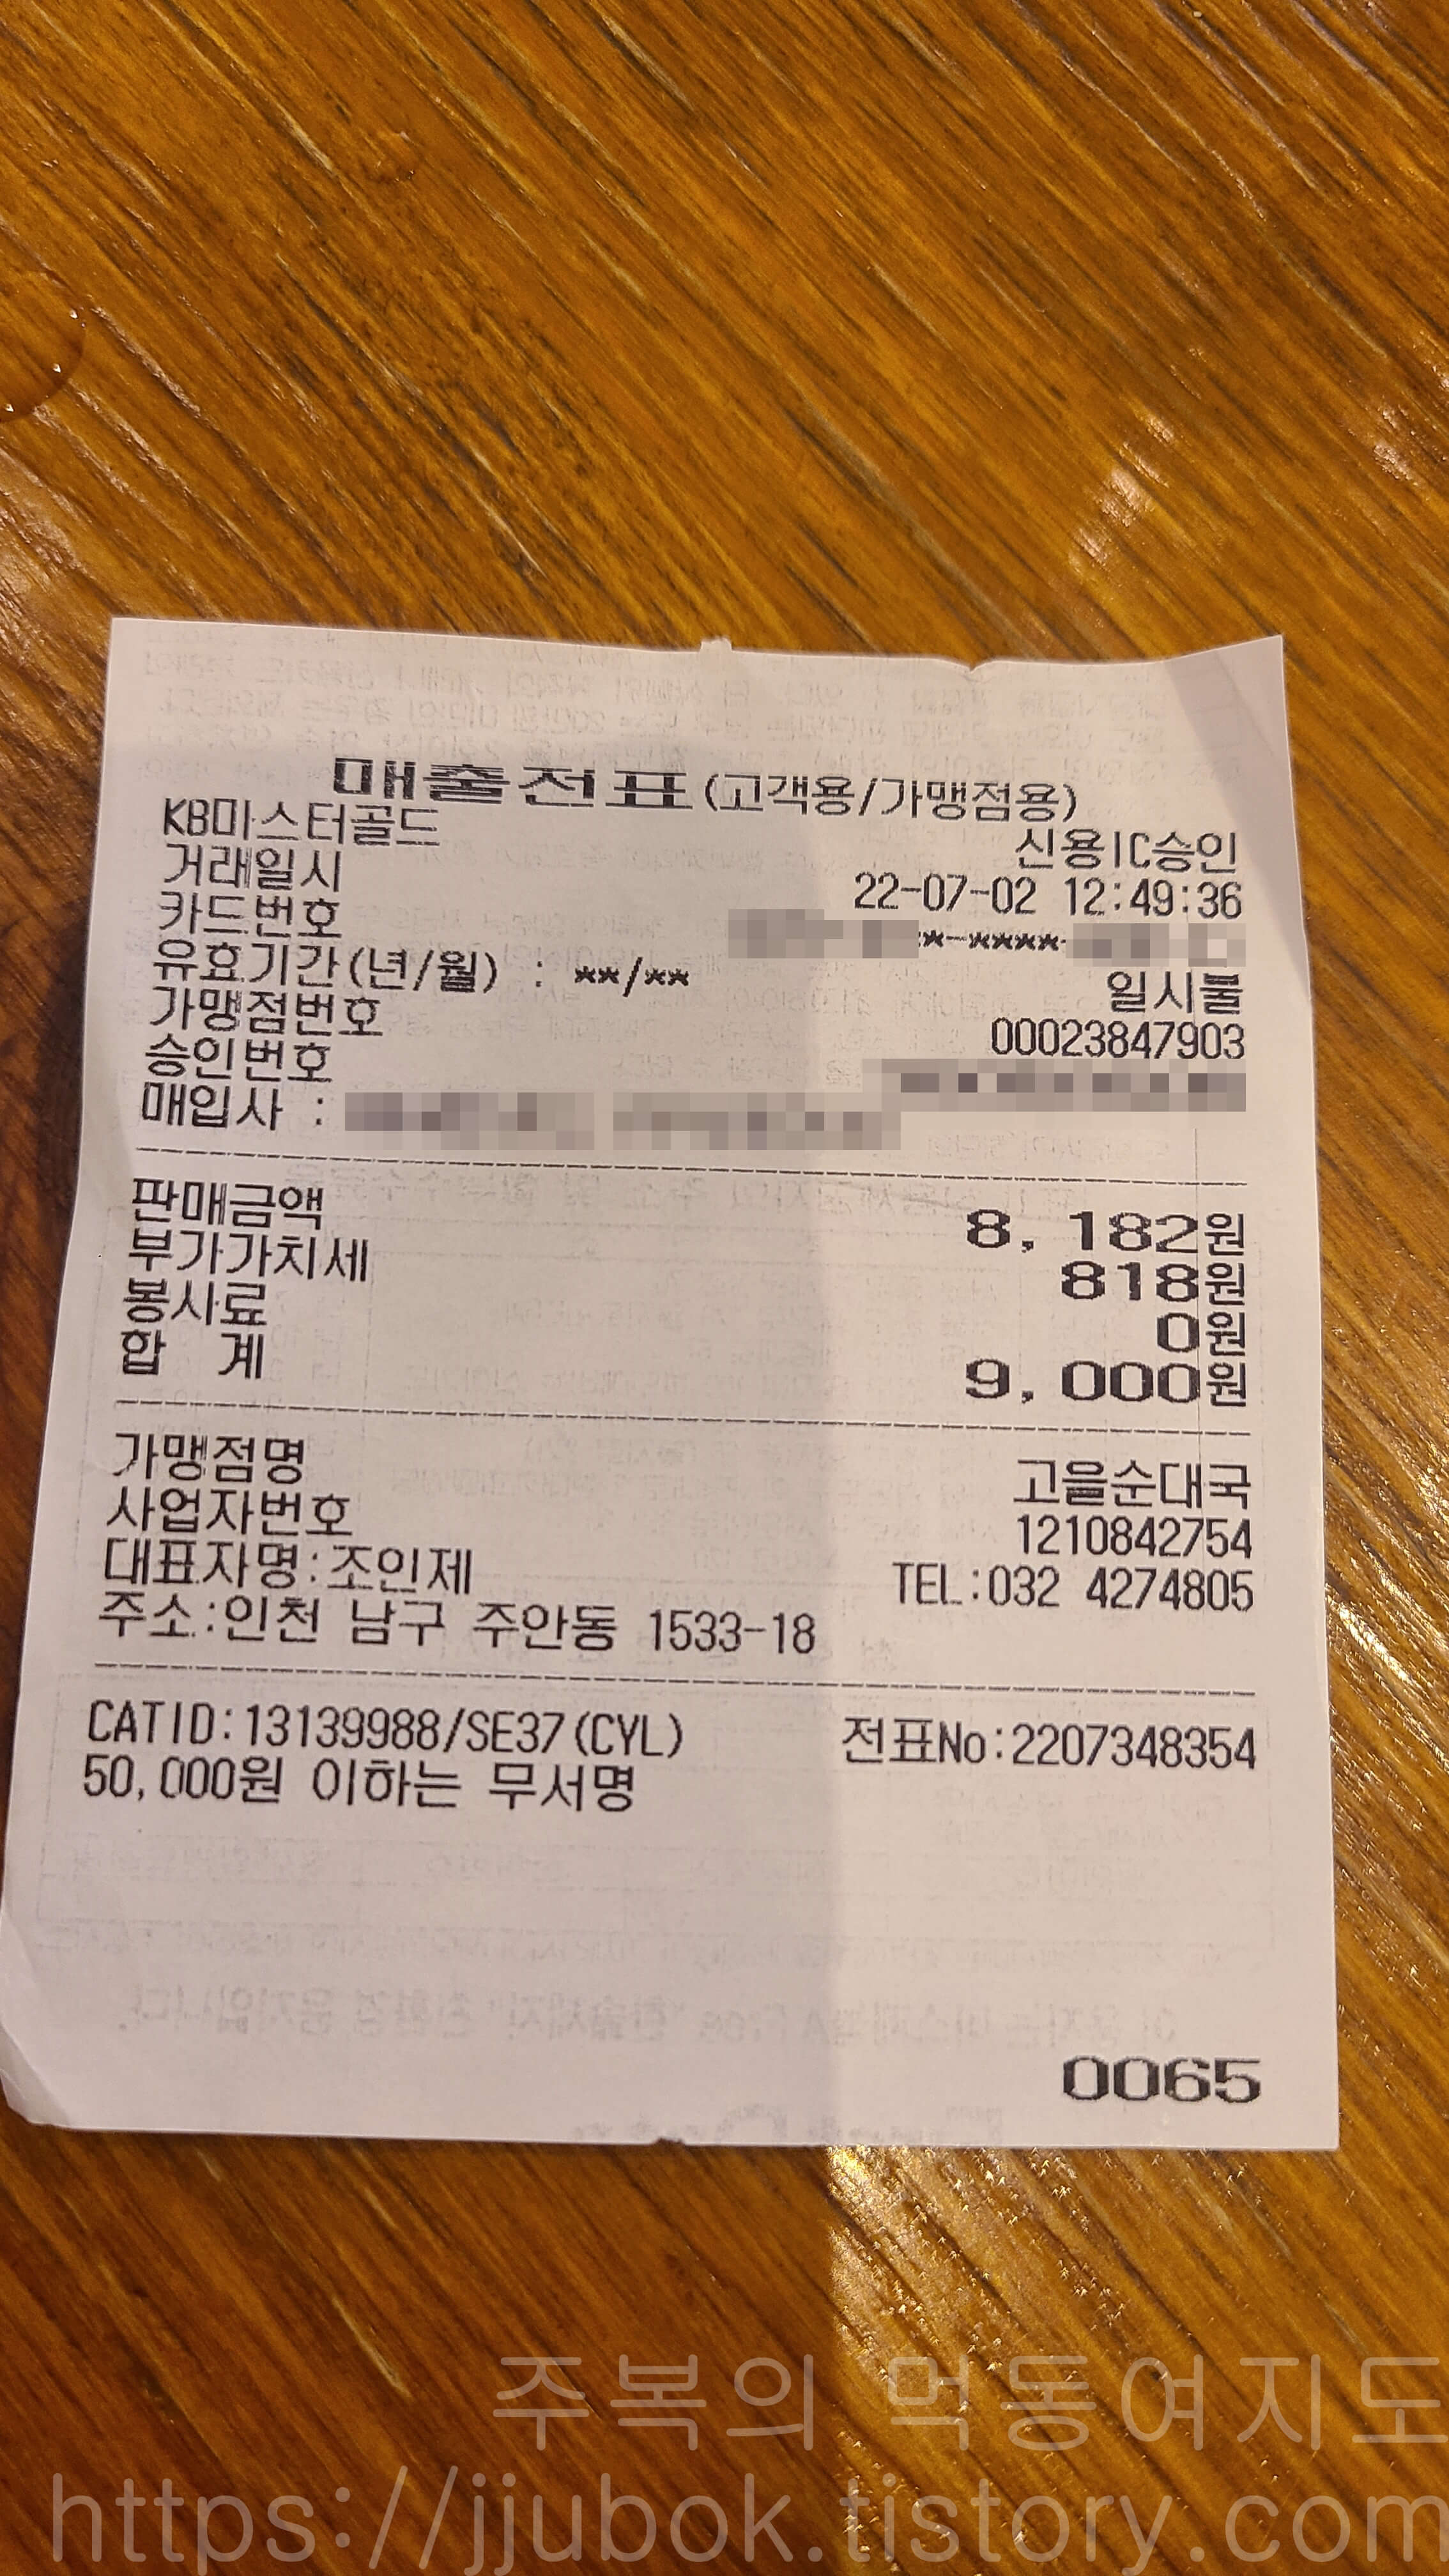 매출전표(고객용/가맹점용)
KB마스터골드 신용IC승인
거래일시 22-07-02 12:49:36
카드번호 **-****-
유효기간(년/월) : **/** 일시불
가맹점번호 00023847903
승인번호
매입사 :
판매금액 8,182원
부가가치세 818원
봉사료 0원
합 계 9,000원
가맹점명 고을순대국
사업자번호 1210842754
대표자명:조인제 TEL:032 4274805
주소:인천 남구 주안동 1533-18
CATID:13139988/SE37(CYL) 전표No:2207348354
50,000원 이하는 무서명
0065
주복의 먹동여지도
https://jjubok.tistory.com